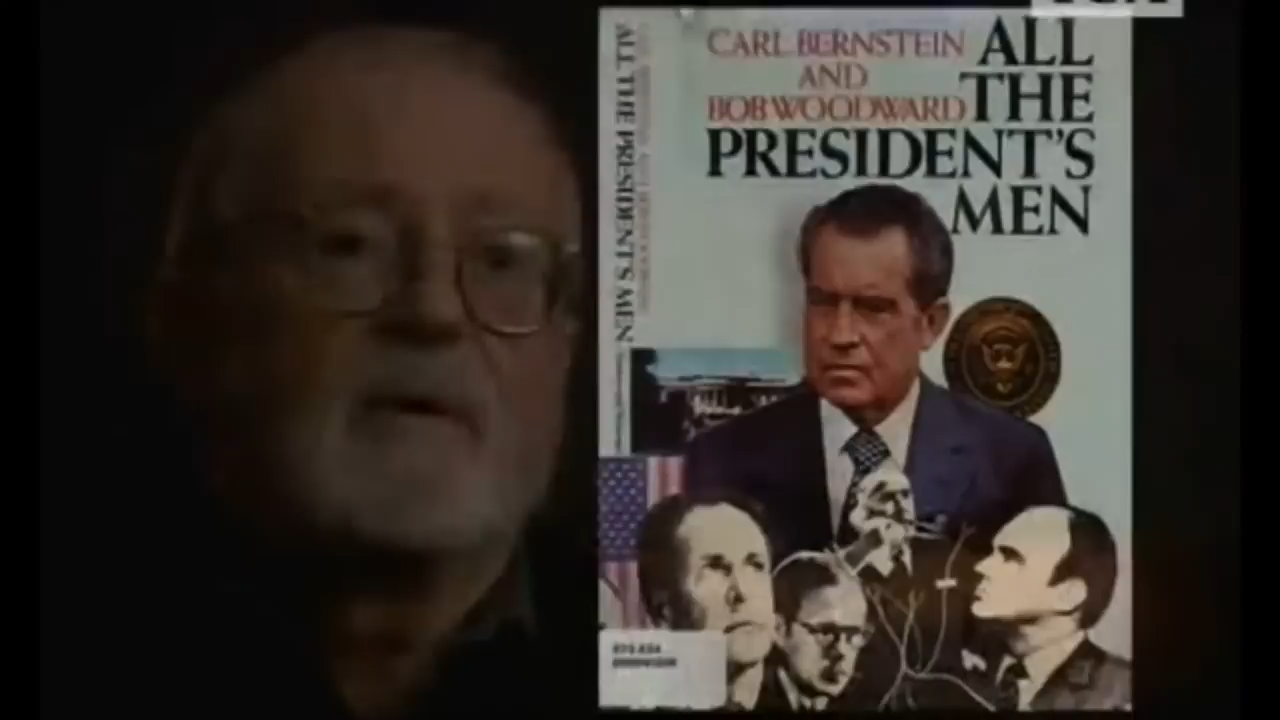 CARL BERNSTEIN
AND
BOB WOODWARD
ALL
THE
PRESIDENT'S
MEN
ALL THE PRESIDENT'S MEN